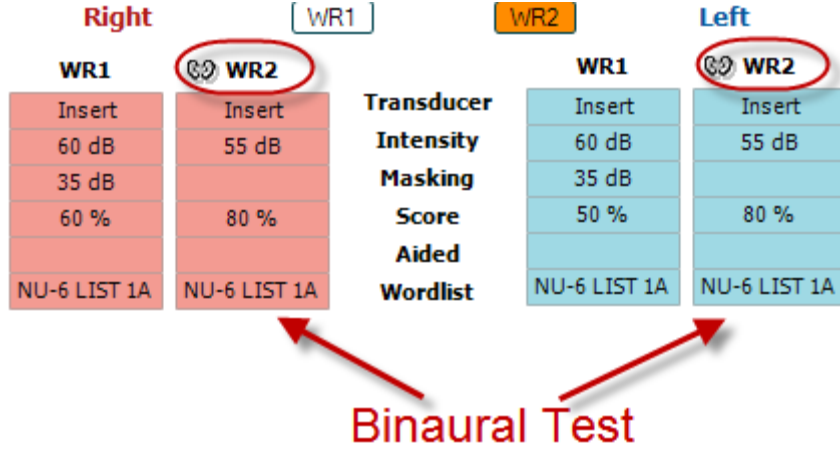 Right WR1 WR2 Left
WR1 WR2 WR1 WR2
Insert Insert Transducer Insert Insert
60 dB 55 dB Intensity 60 dB 55 dB
35 dB Masking 35 dB
60 % 80 % Score 50 % 80 %
Aided
NU-6 LIST 1A NU-6 LIST 1A Wordlist NU-6 LIST 1A NU-6 LIST 1A
Binaural Test